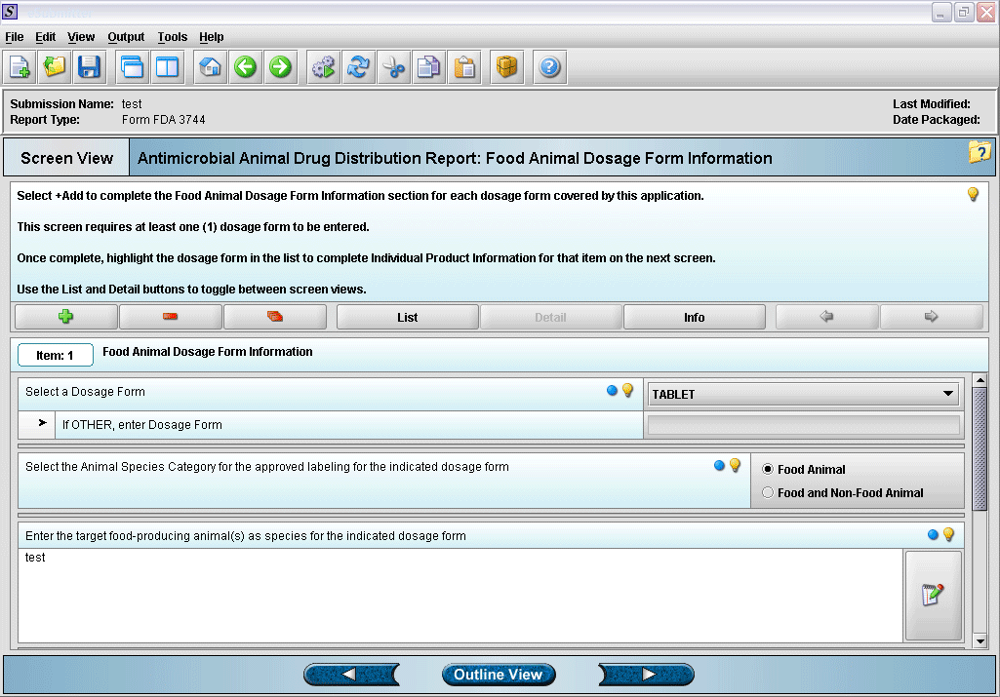 S
File Edit View Output Tools Help
Submission Name: test Last Modified:
Report Type: Form FDA 3744 Date Packaged:
Screen View Antimicrobial Animal Drug Distribution Report: Food Animal Dosage Form Information
Select +Add to complete the Food Animal Dosage Form Information section for each dosage form covered by this application.
This screen requires at least one (1) dosage form to be entered.
Once complete, highlight the dosage form in the list to complete Individual Product Information for that item on the next screen.
Use the List and Detail buttons to toggle between screen views.
List Detail Info
Item: 1 Food Animal Dosage Form Information
Select a Dosage Form TABLET
If OTHER, enter Dosage Form
Select the Animal Species Category for the approved labeling for the indicated dosage form Food Animal
Food and Non-Food Animal
Enter the target food-producing animal(s) as species for the indicated dosage form
test
Outline View